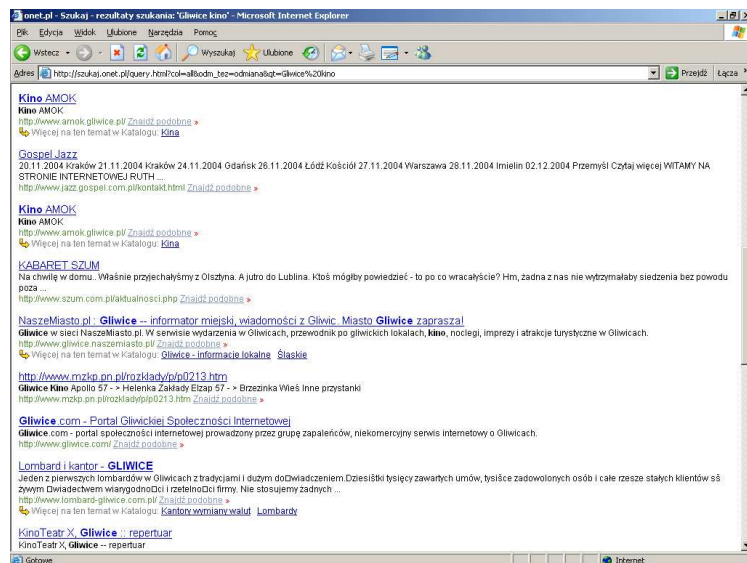 onet.pl - Szukaj - rezultaty szukania: 'Gliwice kino' - Microsoft Internet Explorer
Plik Edycja Widok Ulubione Narzędzia Pomoc
Wstecz Wyszukaj Ulubione
Adres http://szukaj.onet.pl/query.html?col=all&odm_tez=odmiana&qt=Gliwice%20kino Przejdź Łącza »
Kino AMOK
Kino AMOK
http://www.amok.gliwice.pl/ Znajdź podobne »
Więcej na ten temat w Katalogu: Kina
Gospel Jazz
20.11.2004 Kraków 21.11.2004 Kraków 24.11.2004 Gdańsk 26.11.2004 Łódź Kościół 27.11.2004 Warszawa 28.11.2004 Imielin 02.12.2004 Przemyśl Czytaj więcej WITAMY NA
STRONIE INTERNETOWEJ RUTH ...
http://www.jazz.gospel.com.pl/kontakt.html Znajdź podobne »
Kino AMOK
Kino AMOK
http://www.amok.gliwice.pl/ Znajdź podobne »
Więcej na ten temat w Katalogu: Kina
KABARET SZUM
Na chwilę w domu.. Właśnie przyjechałyśmy z Olsztyna. A jutro do Lublina. Ktoś mógłby powiedzieć - to po co wracałyście? Hm, żadna z nas nie wytrzymałaby siedzenia bez powodu
poza ...
http://www.szum.com.pl/aktualnosci.php Znajdź podobne »
NaszeMiasto.pl : Gliwice -- informator miejski, wiadomości z Gliwic. Miasto Gliwice zaprasza!
Gliwice w sieci NaszeMiasto.pl. W serwisie wydarzenia w Gliwicach, przewodnik po gliwickich lokalach, kino, noclegi, imprezy i atrakcje turystyczne w Gliwicach.
http://www.gliwice.naszemiasto.pl/ Znajdź podobne »
Więcej na ten temat w Katalogu: Gliwice - informacje lokalne Śląskie
http://www.mzkp.pn.pl/rozklady/p/p0213.htm
Gliwice Kino Apollo 57 - > Helenka Zakłady Elzap 57 - > Brzezinka Wieś Inne przystanki
http://www.mzkp.pn.pl/rozklady/p/p0213.htm Znajdź podobne »
Gliwice.com - Portal Gliwickiej Społeczności Internetowej
Gliwice.com - portal społeczności internetowej prowadzony przez grupę zapaleńców, niekomercyjny serwis internetowy o Gliwicach.
http://www.gliwice.com/ Znajdź podobne »
Lombard i kantor - GLIWICE
Jeden z pierwszych lombardów w Gliwicach z tradycjami i dużym do□wiadczeniem.Dziesištki tysięcy zawartych umów, tysišce zadowolonych osób i całe rzesze stałych klientów sš
żywym □wiadectwem wiarygodno□ci i rzetelno□ci firmy. Nie stosujemy żadnych ...
http://www.lombard-gliwice.com.pl/ Znajdź podobne »
Więcej na ten temat w Katalogu: Kantory wymiany walut Lombardy
KinoTeatr X, Gliwice :: repertuar
KinoTeatr X, Gliwice -- repertuar
Gotowe Internet